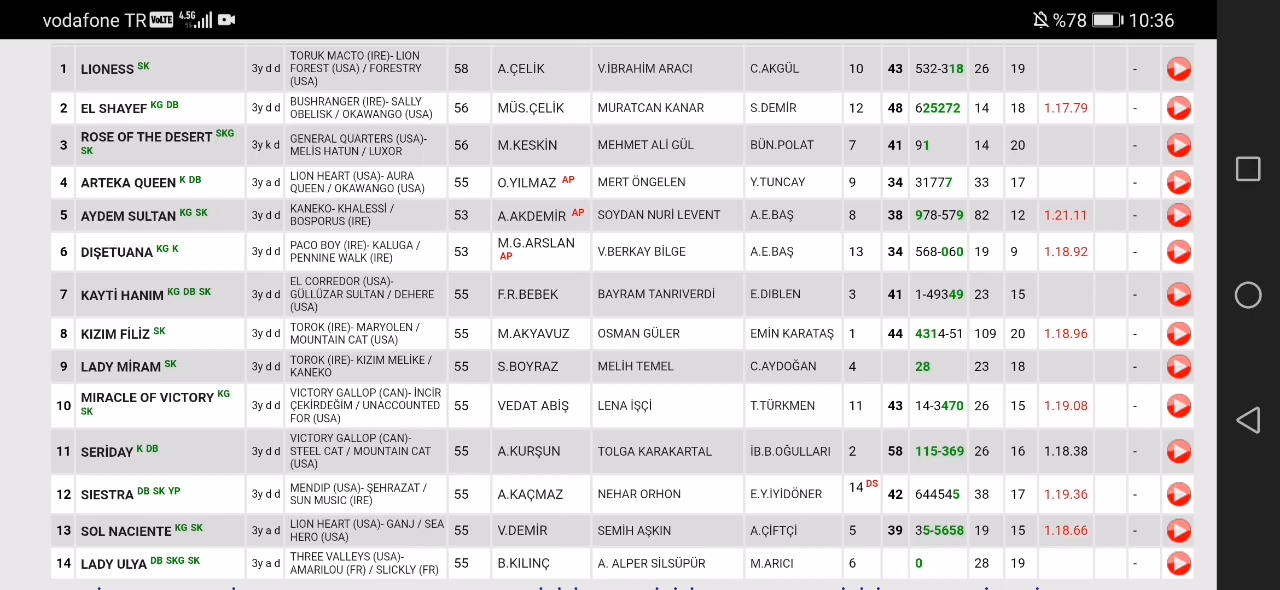 vodafone TR VoLTE 4.5G %78 10:36
1 LIONESS SK 3y d d TORUK MACTO (IRE)- LION FOREST (USA) / FORESTRY (USA) 58 A.ÇELİK V.İBRAHİM ARACI C.AKGÜL 10 43 532-318 26 19 -
2 EL SHAYEF KG DB 3y d d BUSHRANGER (IRE)- SALLY OBELISK / OKAWANGO (USA) 56 MÜS.ÇELİK MURATCAN KANAR S.DEMİR 12 48 625272 14 18 1.17.79 -
3 ROSE OF THE DESERT SKG SK 3y k d GENERAL QUARTERS (USA)- MELİS HATUN / LUXOR 56 M.KESKİN MEHMET ALİ GÜL BÜN.POLAT 7 41 91 14 20 -
4 ARTEKA QUEEN K DB 3y a d LION HEART (USA)- AURA QUEEN / OKAWANGO (USA) 55 O.YILMAZ AP MERT ÖNGELEN Y.TUNCAY 9 34 31777 33 17 -
5 AYDEM SULTAN KG SK 3y d d KANEKO- KHALESSİ / BOSPORUS (IRE) 53 A.AKDEMİR AP SOYDAN NURİ LEVENT A.E.BAŞ 8 38 978-579 82 12 1.21.11 -
6 DIŞETUANA KG K 3y d d PACO BOY (IRE)- KALUGA / PENNINE WALK (IRE) 53 M.G.ARSLAN AP V.BERKAY BİLGE A.E.BAŞ 13 34 568-060 19 9 1.18.92 -
7 KAYTİ HANIM KG DB SK 3y d d EL CORREDOR (USA)- GÜLLÜZAR SULTAN / DEHERE (USA) 55 F.R.BEBEK BAYRAM TANRIVERDİ E.DIBLEN 3 41 1-49349 23 15 -
8 KIZIM FİLİZ SK 3y d d TOROK (IRE)- MARYOLEN / MOUNTAIN CAT (USA) 55 M.AKYAVUZ OSMAN GÜLER EMİN KARATAŞ 1 44 4314-51 109 20 1.18.96 -
9 LADY MİRAM SK 3y d d TOROK (IRE)- KIZIM MELİKE / KANEKO 55 S.BOYRAZ MELİH TEMEL C.AYDOĞAN 4 28 23 18 -
10 MIRACLE OF VICTORY KG SK 3y d d VICTORY GALLOP (CAN)- İNCİR ÇEKİRDEĞİM / UNACCOUNTED FOR (USA) 55 VEDAT ABİŞ LENA İŞÇİ T.TÜRKMEN 11 43 14-3470 26 15 1.19.08 -
11 SERİDAY K DB 3y d d VICTORY GALLOP (CAN)- STEEL CAT / MOUNTAIN CAT (USA) 55 A.KURŞUN TOLGA KARAKARTAL İB.B.OĞULLARI 2 58 115-369 26 16 1.18.38 -
12 SIESTRA DB SK YP 3y d d MENDIP (USA)- ŞEHRAZAT / SUN MUSIC (IRE) 55 A.KAÇMAZ NEHAR ORHON E.Y.İYİDÖNER 14 DS 42 644545 38 17 1.19.36 -
13 SOL NACIENTE KG SK 3y a d LION HEART (USA)- GANJ / SEA HERO (USA) 55 V.DEMİR SEMİH AŞKIN A.ÇİFTÇİ 5 39 35-5658 19 15 1.18.66 -
14 LADY ULYA DB SKG SK 3y a d THREE VALLEYS (USA)- AMARILOU (FR) / SLICKLY (FR) 55 B.KILINÇ A. ALPER SİLSÜPÜR M.ARICI 6 0 28 19 -